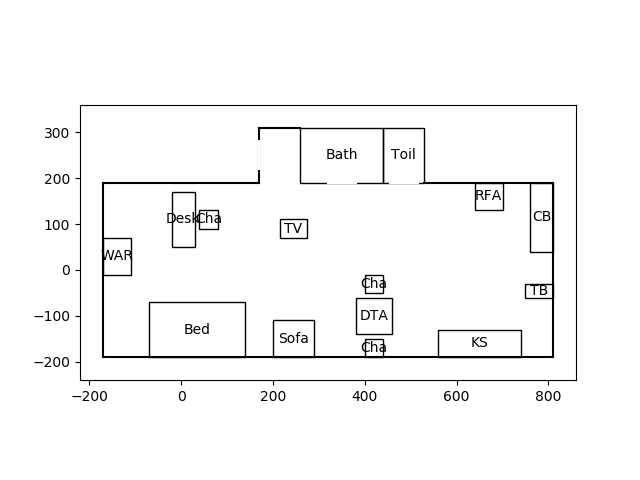 300
200
100
0
−100
−200
Bath
Toil
RFA
Desk
Cha
CB
TV
WAR
Cha
TB
DTA
Bed
Sofa
KS
Cha
−200
0
200
400
600
800